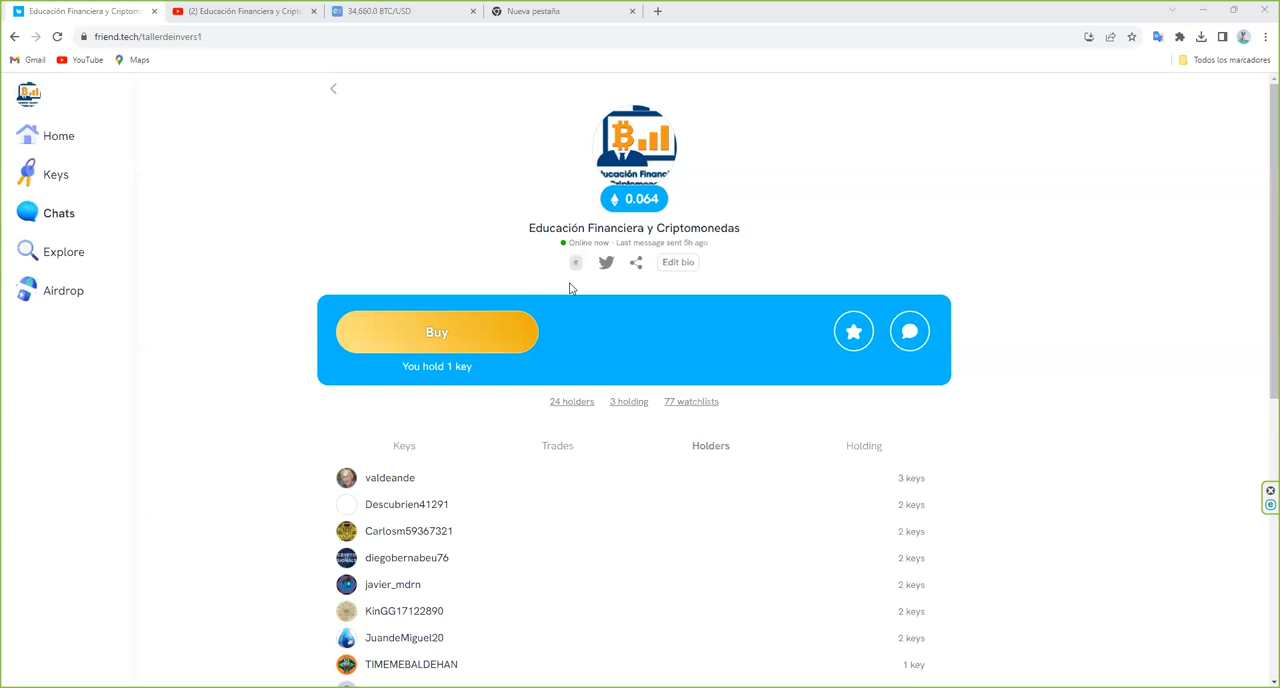 Educación Financiera y Criptom
(2) Educación Financiera y Cripto
34,660.0 BTC/USD
Nueva pestaña
friend.tech/tallerdeinvers1
Gmail
YouTube
Maps
Todos los marcadores
Home
Keys
Chats
Explore
Airdrop
ucación Financi
Criptomoned
0.064
Educación Financiera y Criptomonedas
Online now · Last message sent 5h ago
#
Edit bio
Buy
You hold 1 key
24 holders 3 holding 77 watchlists
Keys Trades Holders Holding
valdeande 3 keys
Descubrien41291 2 keys
Carlosm59367321 2 keys
diegobernabeu76 2 keys
javier_mdrn 2 keys
KinGG17122890 2 keys
JuandeMiguel20 2 keys
TIMEMEBALDEHAN 1 key